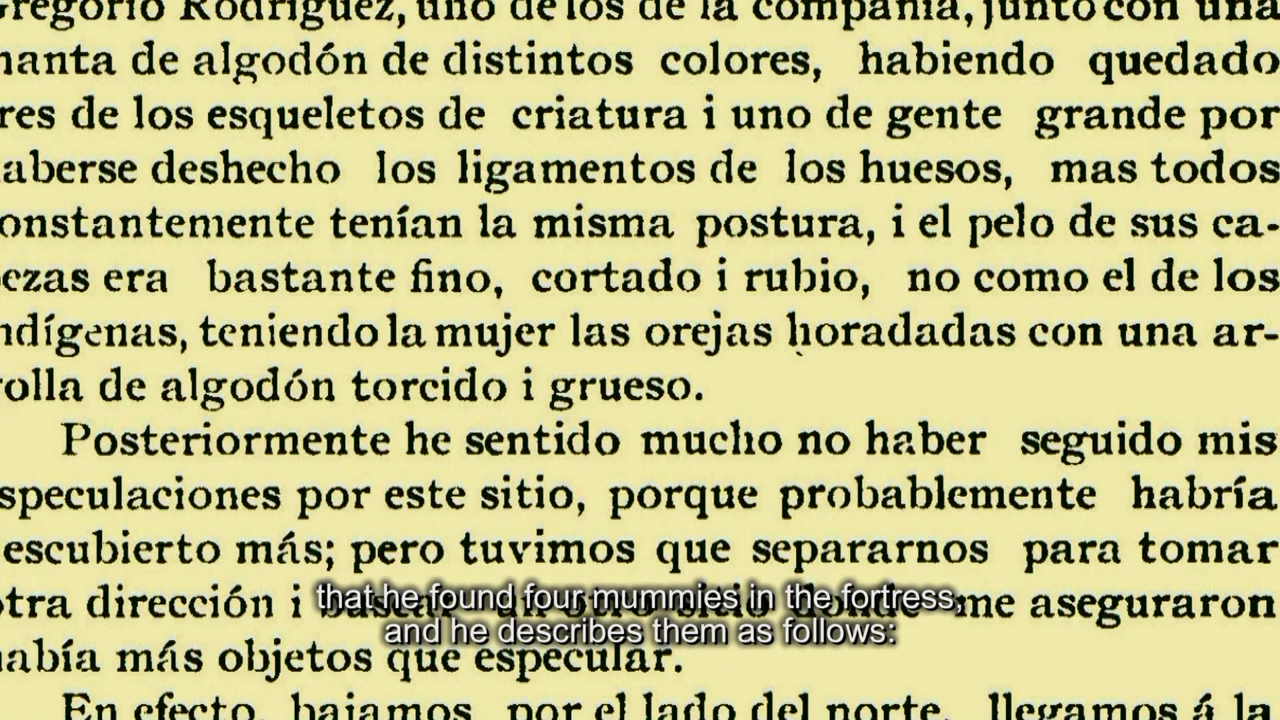 Gregorio Rodríguez, uno de los de la compañía, junto con una
manta de algodón de distintos colores, habiendo quedado
res de los esqueletos de criatura i uno de gente grande por
aberse deshecho los ligamentos de los huesos, mas todos
onstantemente tenían la misma postura, i el pelo de sus ca-
ezas era bastante fino, cortado i rubio, no como el de los
ndígenas, teniendo la mujer las orejas horadadas con una ar-
rolla de algodón torcido i grueso.
Posteriormente he sentido mucho no haber seguido mis
speculaciones por este sitio, porque probablemente habría
escubierto más; pero tuvimos que separarnos para tomar
otra dirección i me aseguraron
había más objetos que especular.
En efecto, bajamos por el lado del norte, llegamos á la
that he found four mummies in the fortress,
and he describes them as follows: